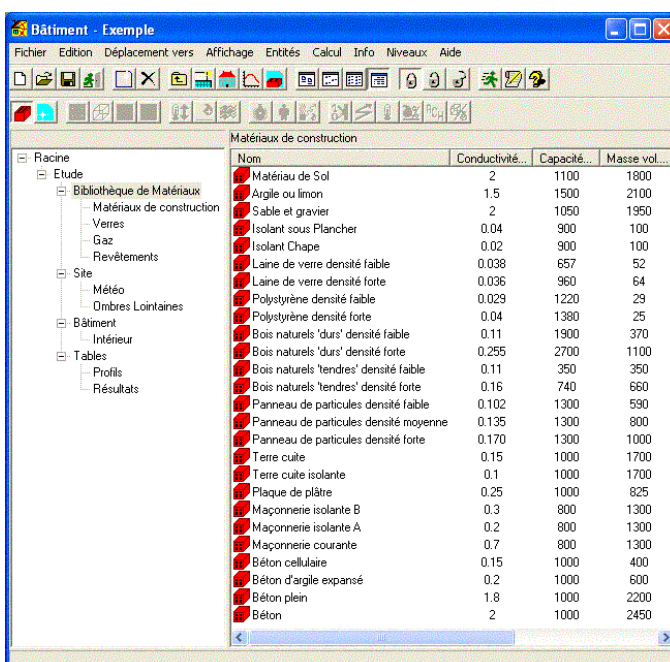 Bâtiment - Exemple
Fichier Edition Déplacement vers Affichage Entités Calcul Info Niveaux Aide
Matériaux de construction
Racine
Etude
Bibliothèque de Matériaux
Matériaux de construction
Verres
Gaz
Revêtements
Site
Météo
Ombres Lointaines
Bâtiment
Intérieur
Tables
Profils
Résultats
Nom Conductivité... Capacité... Masse vol....
Matériau de Sol 2 1100 1800
Argile ou limon 1.5 1500 2100
Sable et gravier 2 1050 1950
Isolant sous Plancher 0.04 900 100
Isolant Chape 0.02 900 100
Laine de verre densité faible 0.038 657 52
Laine de verre densité forte 0.036 960 64
Polystyrène densité faible 0.029 1220 29
Polystyrène densité forte 0.04 1380 25
Bois naturels 'durs' densité faible 0.11 1900 370
Bois naturels 'durs' densité forte 0.255 2700 1100
Bois naturels 'tendres' densité faible 0.11 350 350
Bois naturels 'tendres' densité forte 0.16 740 660
Panneau de particules densité faible 0.102 1300 590
Panneau de particules densité moyenne 0.135 1300 800
Panneau de particules densité forte 0.170 1300 1000
Terre cuite 0.15 1000 1700
Terre cuite isolante 0.1 1000 1700
Plaque de plâtre 0.25 1000 825
Maçonnerie isolante B 0.3 800 1300
Maçonnerie isolante A 0.2 800 1300
Maçonnerie courante 0.7 800 1300
Béton cellulaire 0.15 1000 400
Béton d'argile expansé 0.2 1000 600
Béton plein 1.8 1000 2200
Béton 2 1000 2450